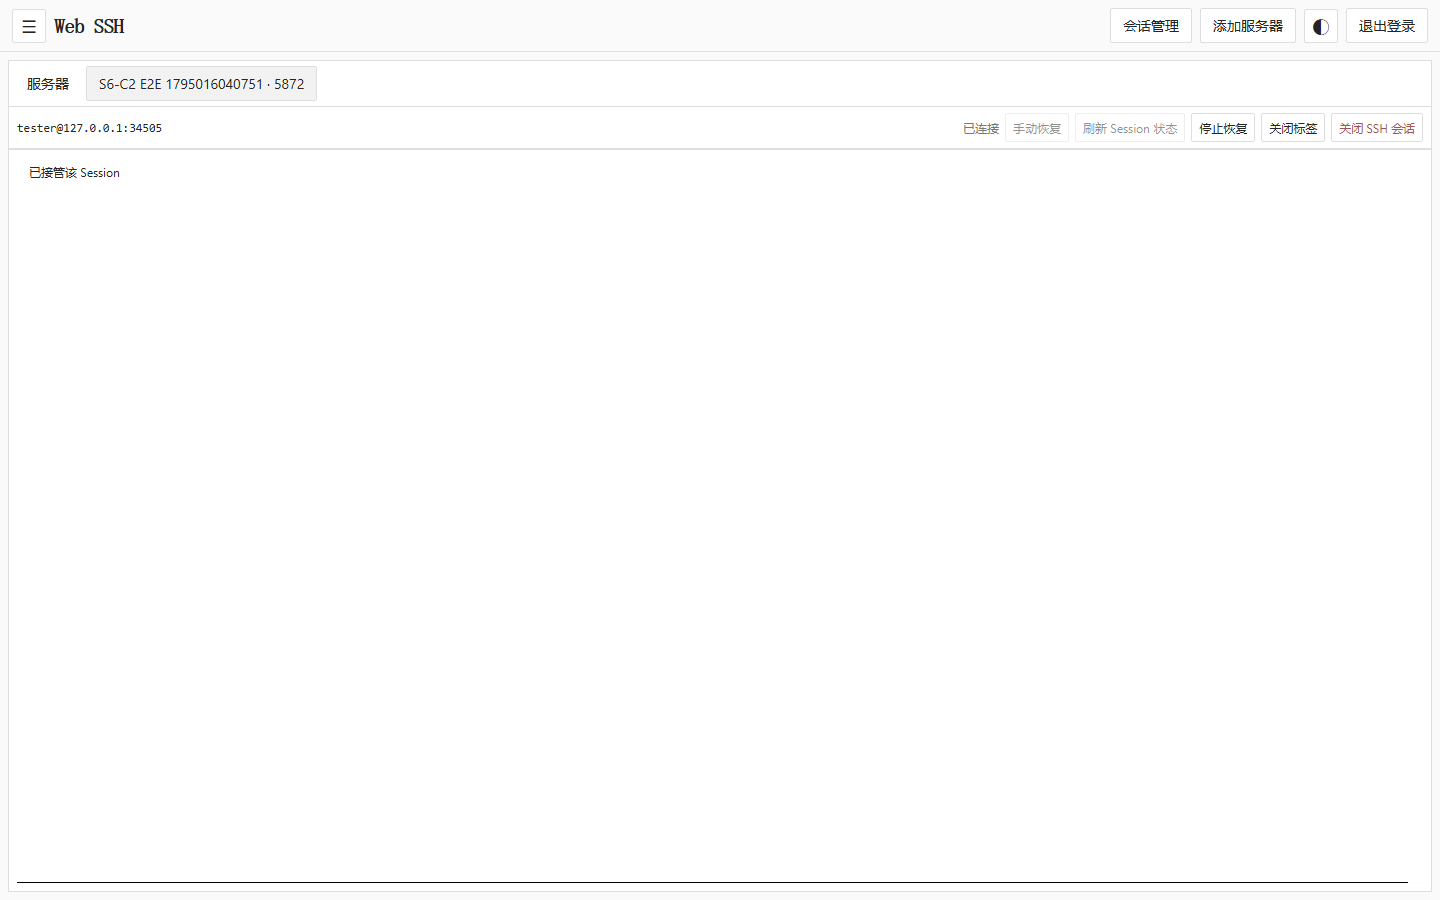 ☰ Web SSH 会话管理 添加服务器 退出登录
服务器 S6-C2 E2E 1795016040751 · 5872
tester@127.0.0.1:34505 已连接 手动恢复 刷新 Session 状态 停止恢复 关闭标签 关闭 SSH 会话
已接管该 Session